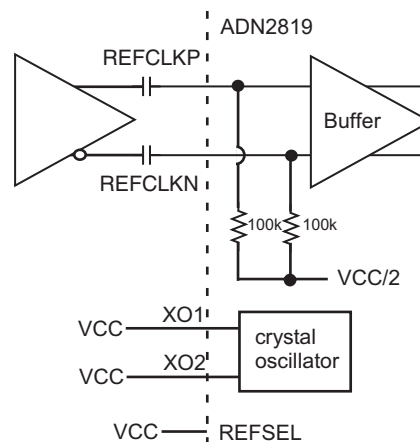 ADN2819
REFCLKP
Buffer
REFCLKN
100k 100k
VCC/2
VCC XO1
crystal
oscillator
VCC XO2
VCC REFSEL